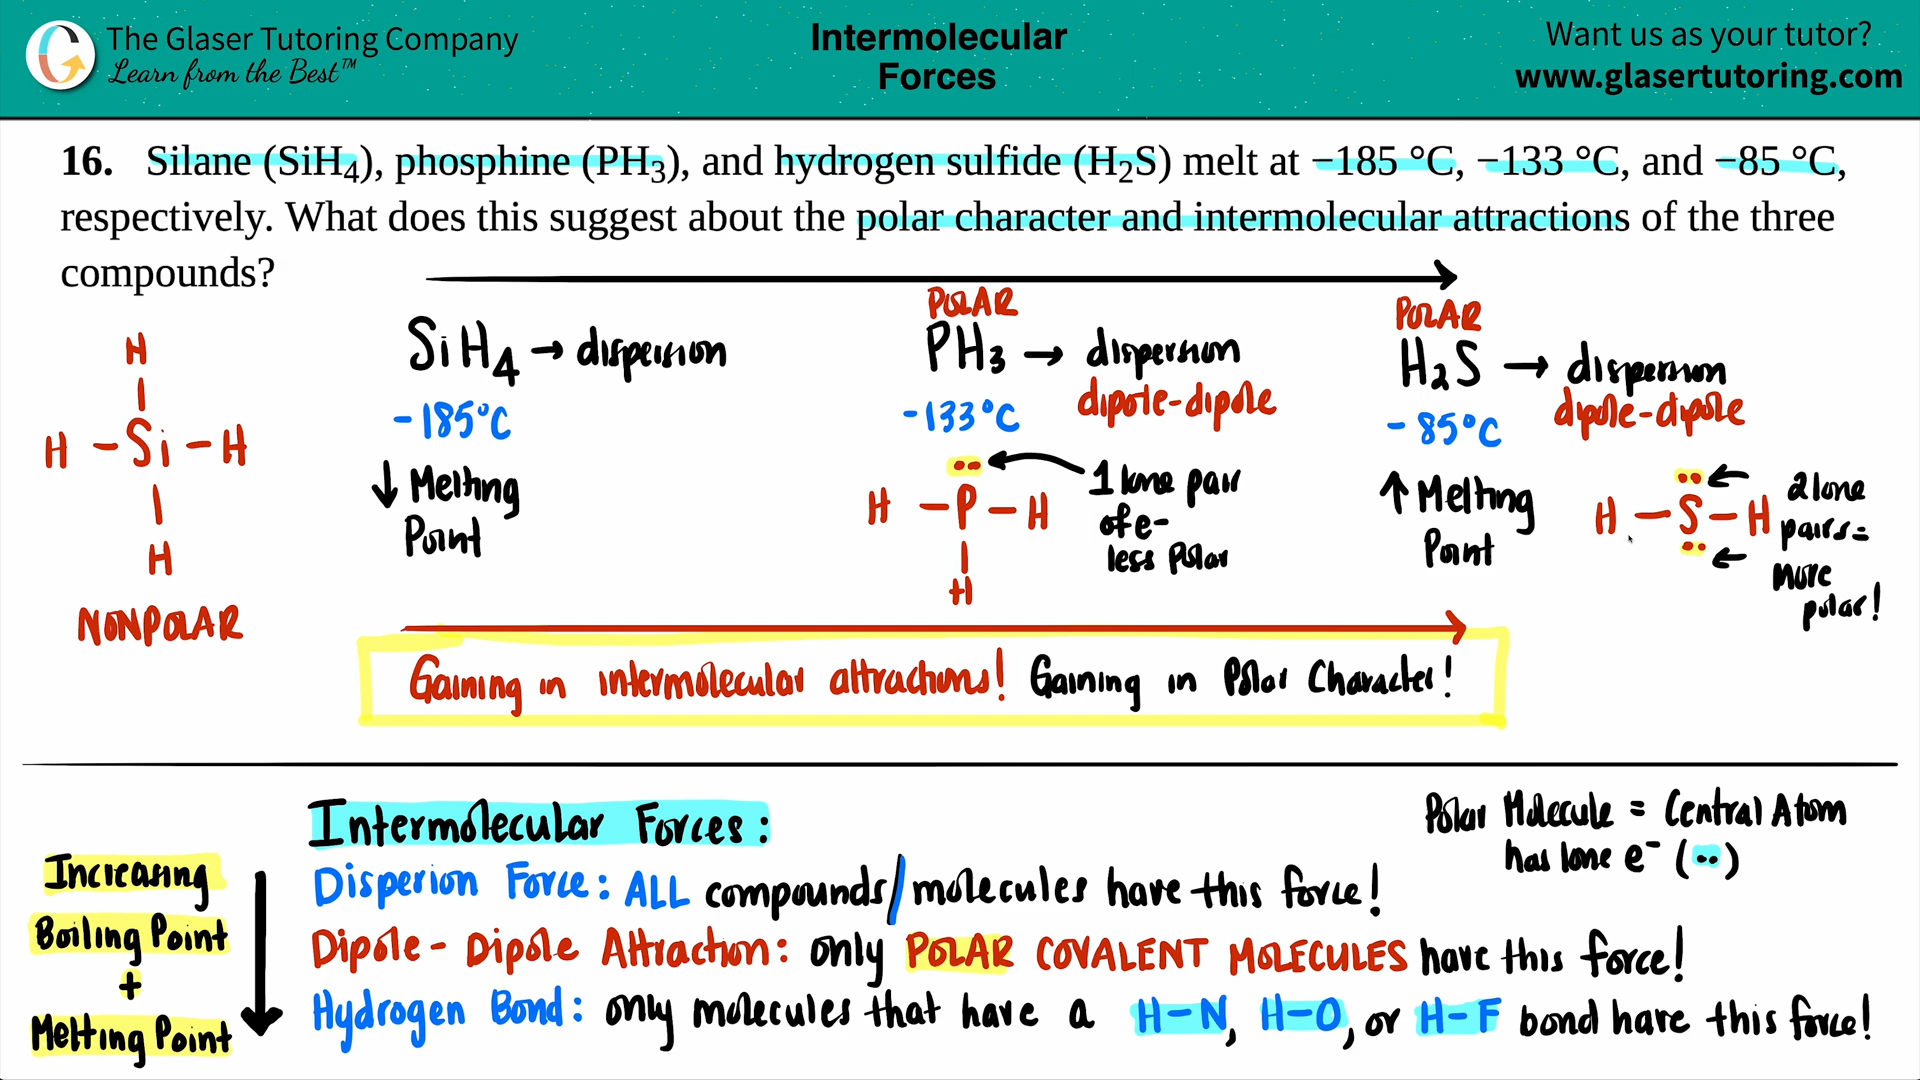 The Glaser Tutoring Company
Learn from the Best™
Intermolecular
Forces
Want us as your tutor?
www.glasertutoring.com
16. Silane (SiH₄), phosphine (PH₃), and hydrogen sulfide (H₂S) melt at −185 °C, −133 °C, and −85 °C,
respectively. What does this suggest about the polar character and intermolecular attractions of the three
compounds?
H
H - Si - H
H
NONPOLAR
SiH₄ → dispersion
-185°C
↓ Melting
Point
POLAR
PH₃ → dispersion
dipole-dipole
-133°C
H - P - H
H
1 lone pair
of e-
less polar
POLAR
H₂S → dispersion
dipole-dipole
-85°C
↑ Melting
Point
H - S - H
2 lone
pairs =
more
polar!
Gaining in intermolecular attractions! Gaining in Polar Character!
Intermolecular Forces:
Polar Molecule = Central Atom
has lone e⁻ (••)
Increasing
Boiling Point
+
Melting Point
Dispersion Force: ALL compounds/molecules have this force!
Dipole-Dipole Attraction: only POLAR COVALENT MOLECULES have this force!
Hydrogen Bond: only molecules that have a H-N, H-O, or H-F bond have this force!